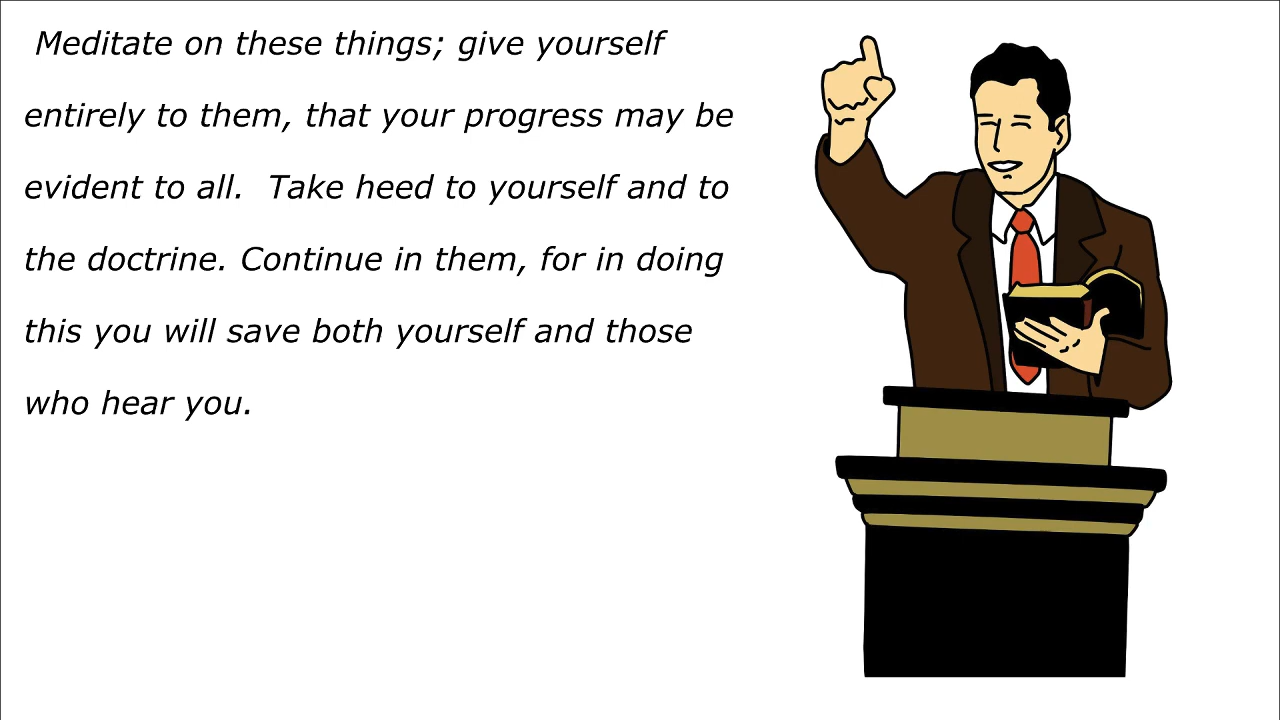 Meditate on these things; give yourself
entirely to them, that your progress may be
evident to all.  Take heed to yourself and to
the doctrine. Continue in them, for in doing
this you will save both yourself and those
who hear you.